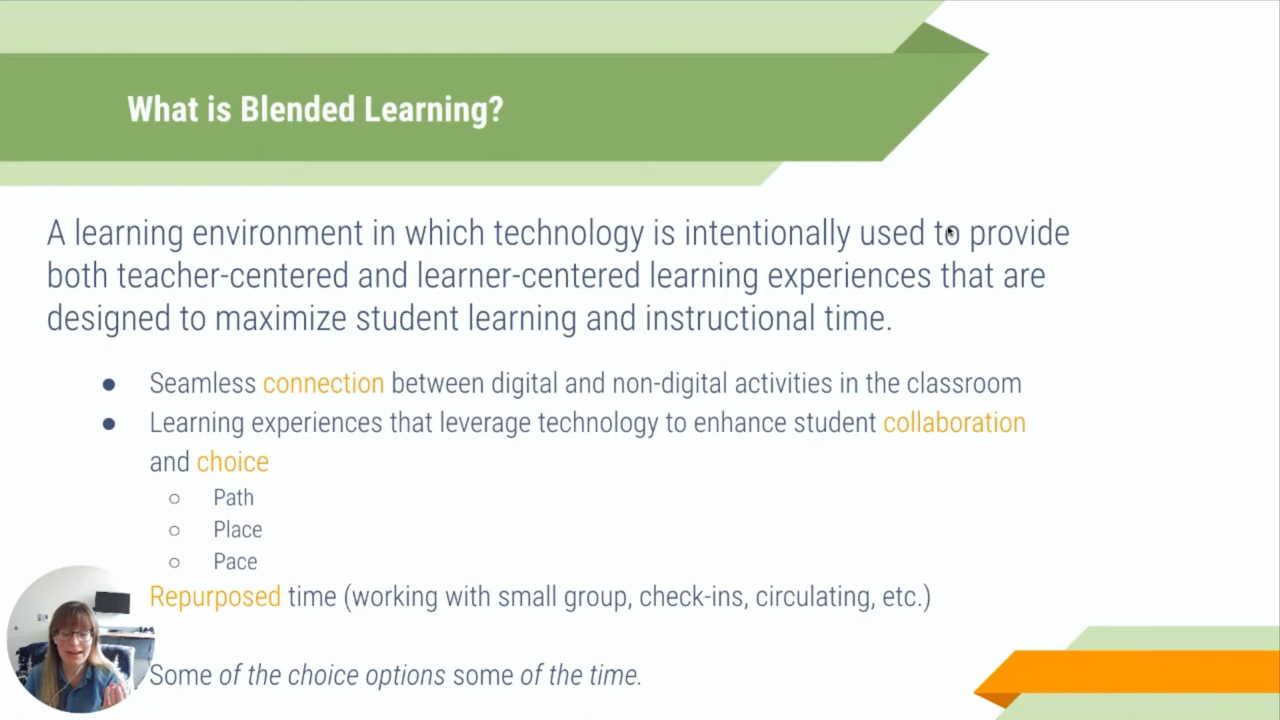 What is Blended Learning?
A learning environment in which technology is intentionally used to provide
both teacher-centered and learner-centered learning experiences that are
designed to maximize student learning and instructional time.
● Seamless connection between digital and non-digital activities in the classroom
● Learning experiences that leverage technology to enhance student collaboration
and choice
○ Path
○ Place
○ Pace
Repurposed time (working with small group, check-ins, circulating, etc.)
Some of the choice options some of the time.